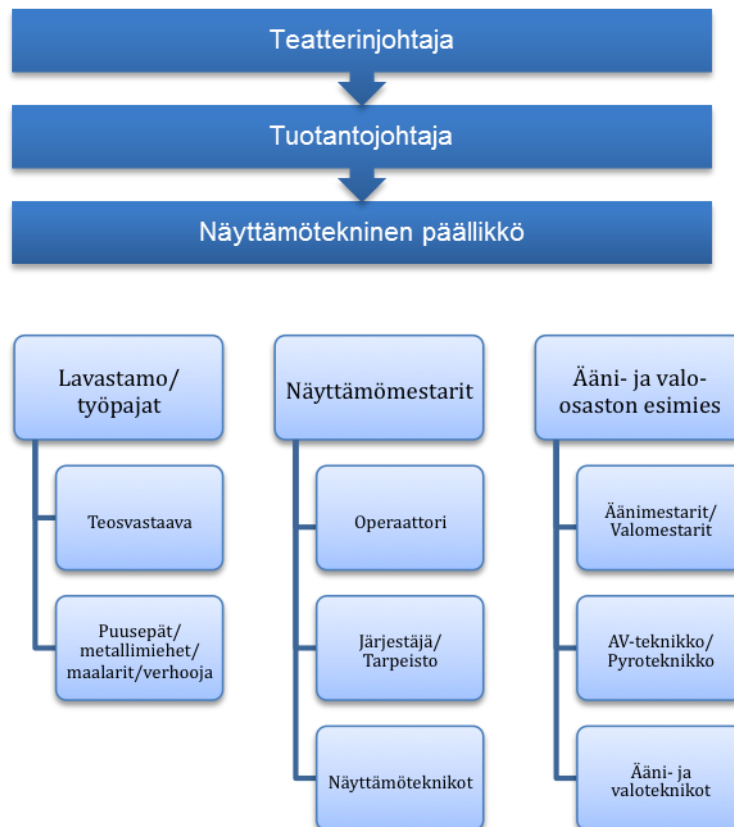 Teatterinjohtaja
Tuotantojohtaja
Näyttämötekninen päällikkö
Lavastamo/
työpajat
Teosvastaava
Puusepät/
metallimiehet/
maalarit/verhooja
Näyttämömestarit
Operaattori
Järjestäjä/
Tarpeisto
Näyttämöteknikot
Ääni- ja valo-
osaston esimies
Äänimestarit/
Valomestarit
AV-teknikko/
Pyroteknikko
Ääni- ja
valoteknikot